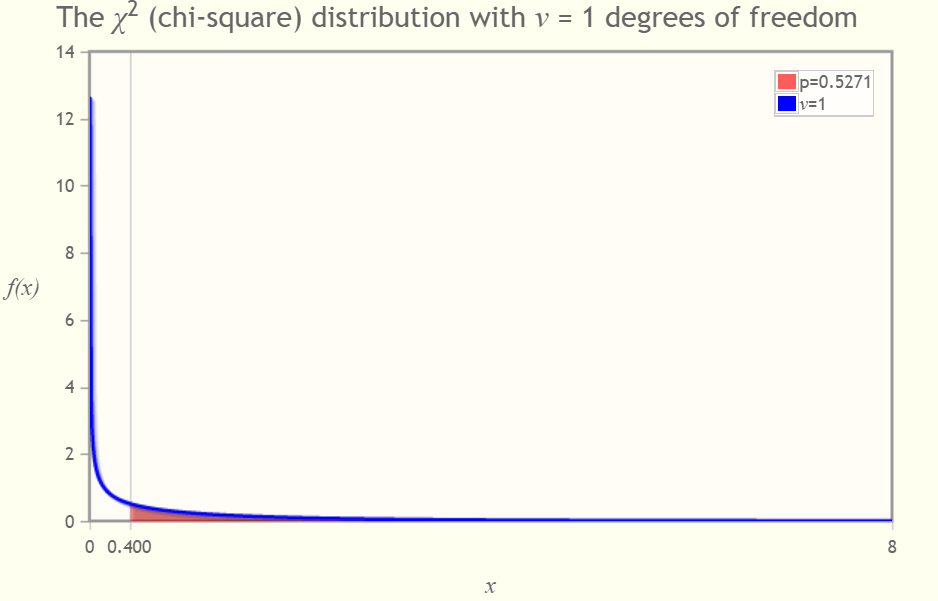 The χ² (chi-square) distribution with ν = 1 degrees of freedom
14
p=0.5271
ν=1
12
10
8
f(x)
6
4
2
0
0 0.400 8
x